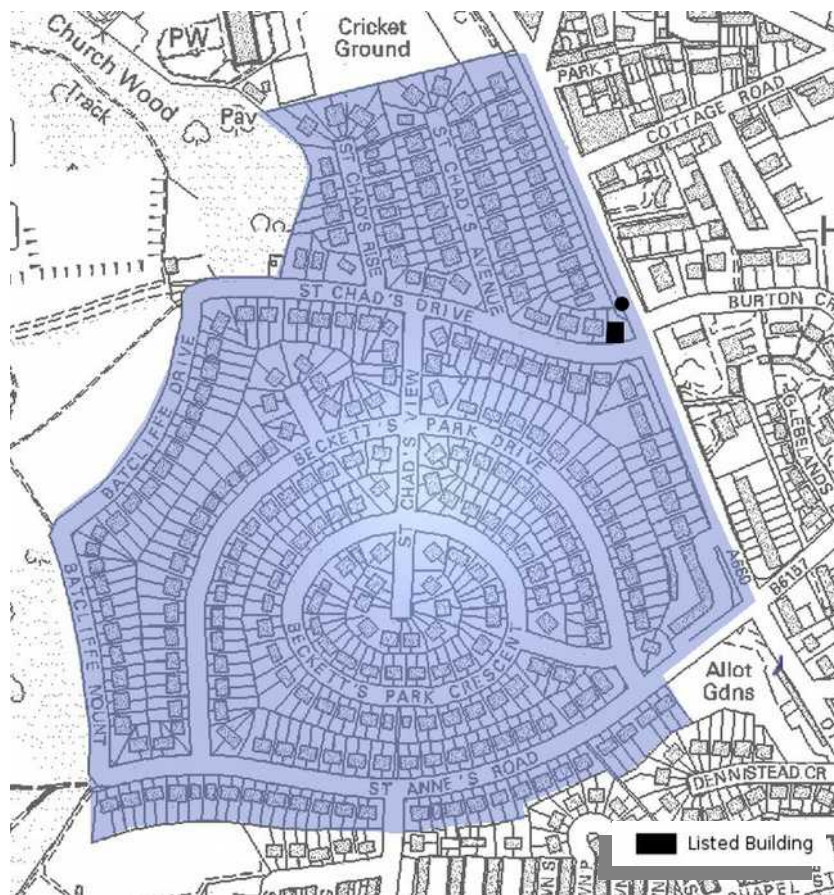 Cricket
Ground
PW
Church Wood
Track
Pav
PARK T
COTTAGE ROAD
ST CHAD'S RISE
ST CHAD'S AVENUE
ST CHAD'S DRIVE
BURTON C
GLEBELANDS
BATCLIFFE DRIVE
ST CHAD'S VIEW
BECKETT'S PARK DRIVE
A660
B6157
BATCLIFFE MOUNT
BECKETT'S PARK CRESCEN
Allot
Gdns
ST ANNE'S ROAD
DENNISTEAD CR
Listed Building